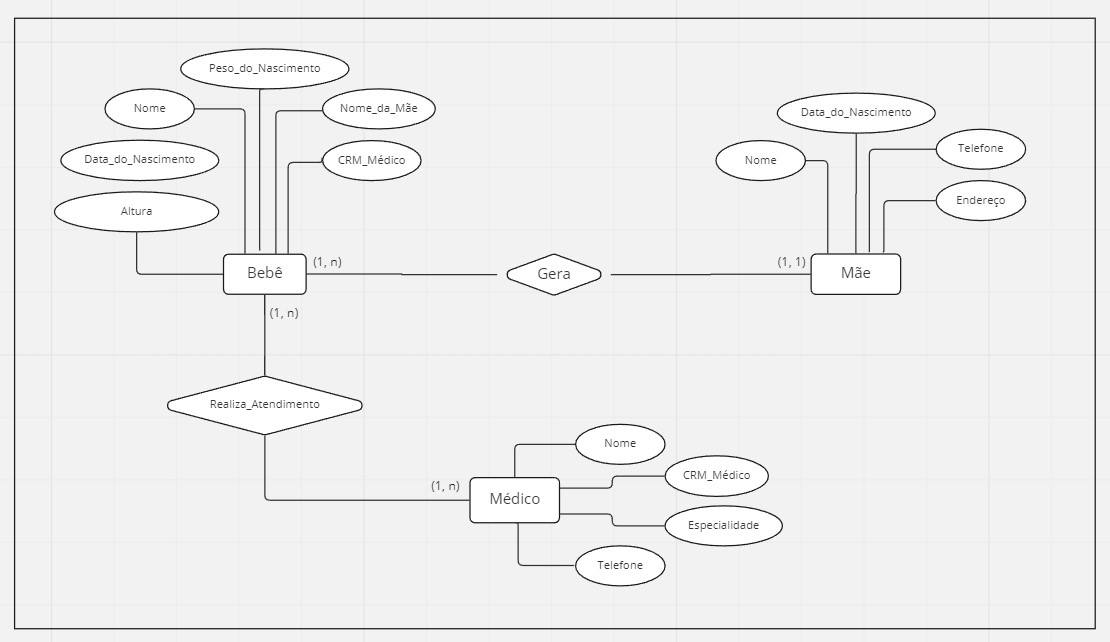 Peso_do_Nascimento
Nome
Nome_da_Mãe
Data_do_Nascimento
CRM_Médico
Altura
Bebê
(1, n)
(1, n)
Gera
(1, 1)
Mãe
Data_do_Nascimento
Nome
Telefone
Endereço
Realiza_Atendimento
(1, n)
Médico
Nome
CRM_Médico
Especialidade
Telefone